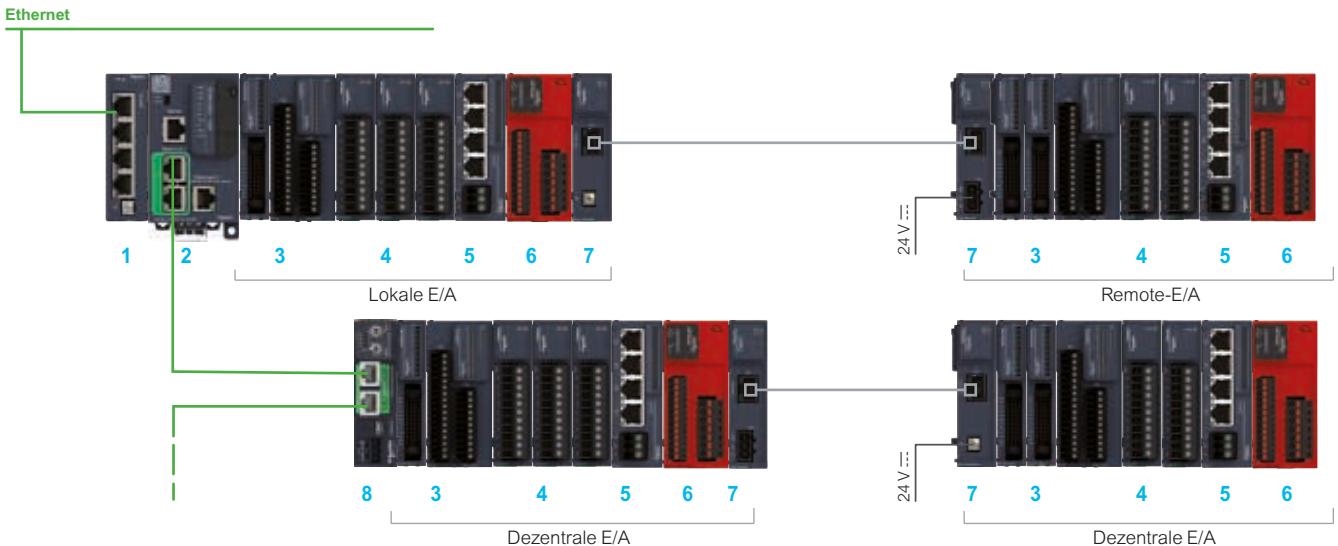 Ethernet
1 2 3 4 5 6 7
24 V
7 3 4 5 6
Lokale E/A
Remote-E/A
8 3 4 5 6 7
24 V
7 3 4 5 6
Dezentrale E/A
Dezentrale E/A